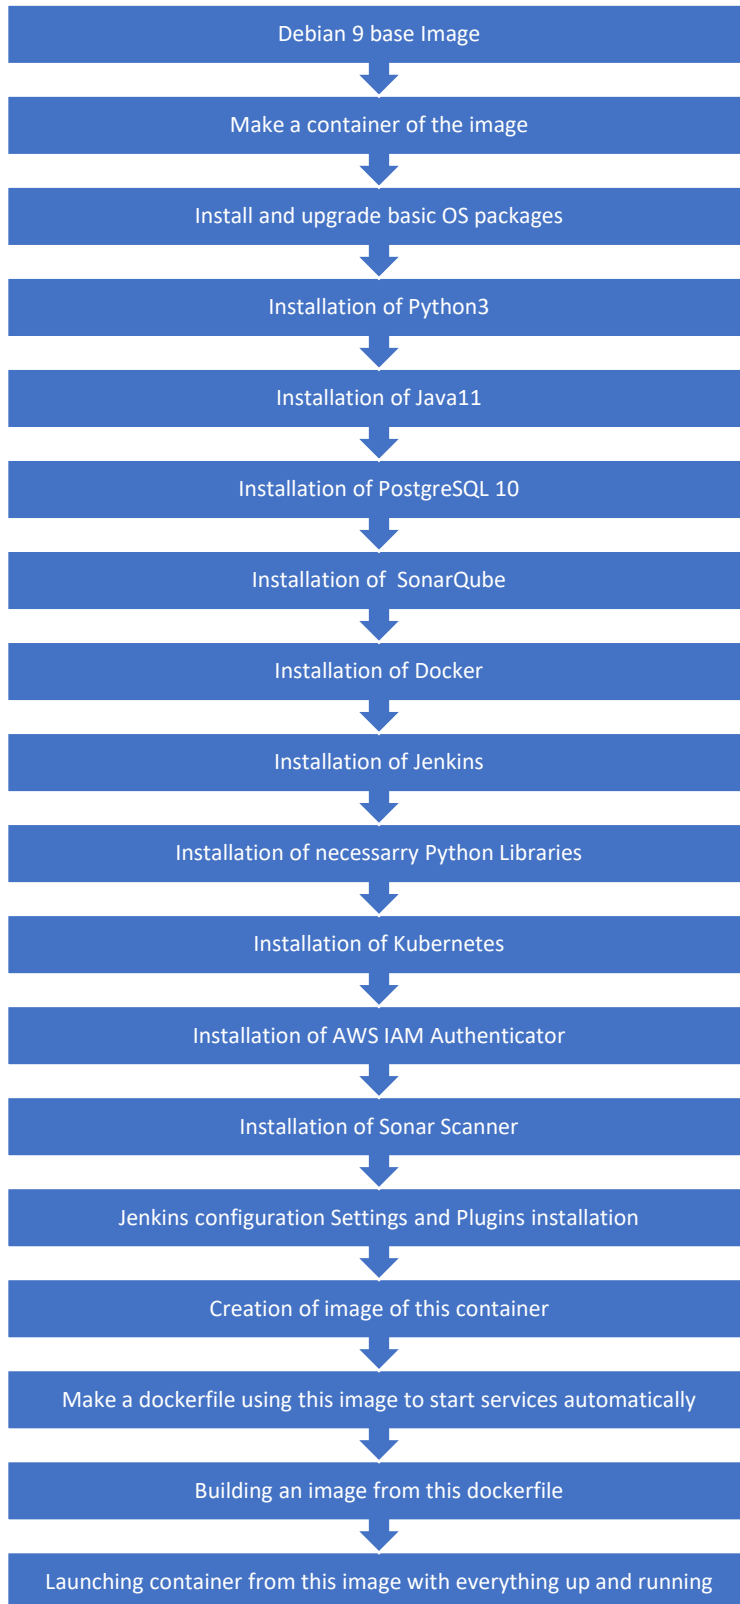 Debian 9 base Image
Make a container of the image
Install and upgrade basic OS packages
Installation of Python3
Installation of Java11
Installation of PostgreSQL 10
Installation of  SonarQube
Installation of Docker
Installation of Jenkins
Installation of necessarry Python Libraries
Installation of Kubernetes
Installation of AWS IAM Authenticator
Installation of Sonar Scanner
Jenkins configuration Settings and Plugins installation
Creation of image of this container
Make a dockerfile using this image to start services automatically
Building an image from this dockerfile
Launching container from this image with everything up and running